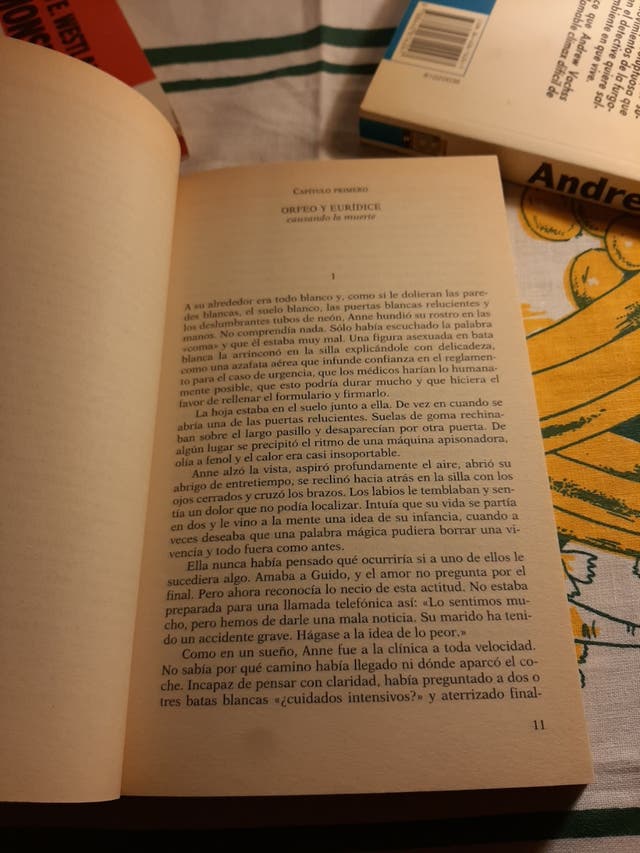 E. WESTL
MONS
ce que Andrew Vachss
CAPÍTULO PRIMERO
ORFEO Y EURÍDICE
causando la muerte
1
A su alrededor era todo blanco y, como si le dolieran las pare-
des blancas, el suelo blanco, las puertas blancas relucientes y
los deslumbrantes tubos de neón, Anne hundió su rostro en las
manos. No comprendía nada. Sólo había escuchado la palabra
«coma» y que él estaba muy mal. Una figura asexuada en bata
blanca la arrinconó en la silla explicándole con delicadeza,
como una azafata aérea que infunde confianza en el reglamen-
to para el caso de urgencia, que los médicos harían lo humana-
mente posible, que esto podría durar mucho y que hiciera el
favor de rellenar el formulario y firmarlo.
La hoja estaba en el suelo junto a ella. De vez en cuando se
abría una de las puertas relucientes. Suelas de goma rechina-
ban sobre el largo pasillo y desaparecían por otra puerta. De
algún lugar se precipitó el ritmo de una máquina apisonadora,
olía a fenol y el calor era casi insoportable.
Anne alzó la vista, aspiró profundamente el aire, abrió su
abrigo de entretiempo, se reclinó hacia atrás en la silla con los
ojos cerrados y cruzó los brazos. Los labios le temblaban y sen-
tía un dolor que no podía localizar. Intuía que su vida se partía
en dos y le vino a la mente una idea de su infancia, cuando a
veces deseaba que una palabra mágica pudiera borrar una vi-
vencia y todo fuera como antes.
Ella nunca había pensado qué ocurriría si a uno de ellos le
sucediera algo. Amaba a Guido, y el amor no pregunta por el
final. Pero ahora reconocía lo necio de esta actitud. No estaba
preparada para una llamada telefónica así: «Lo sentimos mu-
cho, pero hemos de darle una mala noticia. Su marido ha teni-
do un accidente grave. Hágase a la idea de lo peor.»
Como en un sueño, Anne fue a la clínica a toda velocidad.
No sabía por qué camino había llegado ni dónde aparcó el co-
che. Incapaz de pensar con claridad, había preguntado a dos o
tres batas blancas «¿cuidados intensivos?» y aterrizado final-
11
ambiente en que vive.
n el detective quiere sal-
omientos de la furgo-
Andre